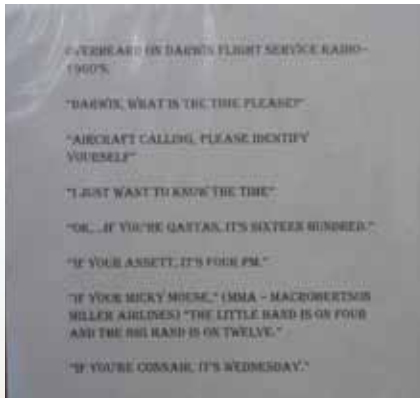 OVERHEARD ON DARWIN FLIGHT SERVICE RADIO–
1960'S.
"DARWIN, WHAT IS THE TIME PLEASE?"
"AIRCRAFT CALLING, PLEASE IDENTIFY
YOURSELF"
"I JUST WANT TO KNOW THE TIME"
"OK,...IF YOU'RE QANTAS, IT'S SIXTEEN HUNDRED."
"IF YOUR ANSETT, IT'S FOUR PM."
"IF YOUR MICKY MOUSE," (MMA – MACROBERTSON
MILLER AIRLINES) "THE LITTLE HAND IS ON FOUR
AND THE BIG HAND IS ON TWELVE."
"IF YOU'RE CONNAIR, IT'S WEDNESDAY."